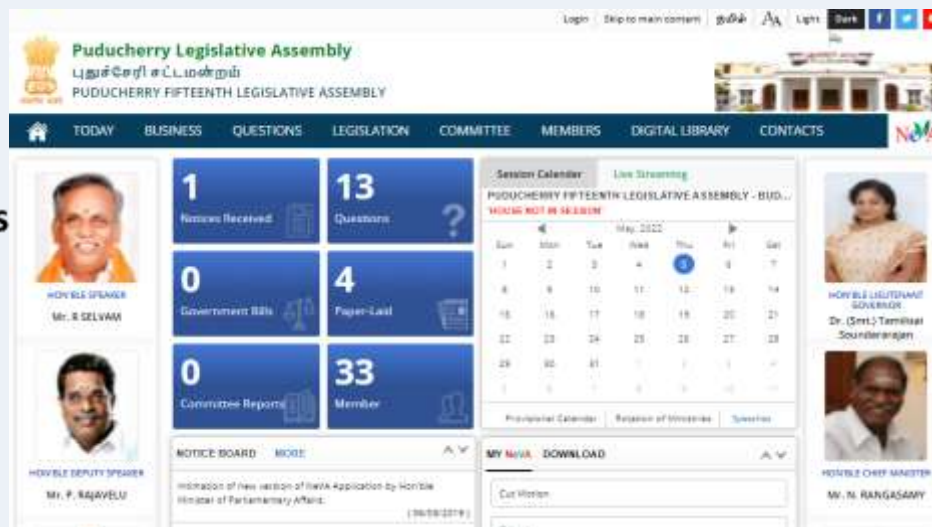 Login Skip to main content தமிழ் AA Light Dark
Puducherry Legislative Assembly
புதுச்சேரி சட்டமன்றம்
PUDUCHERRY FIFTEENTH LEGISLATIVE ASSEMBLY
TODAY BUSINESS QUESTIONS LEGISLATION COMMITTEE MEMBERS DIGITAL LIBRARY CONTACTS
s
HON'BLE SPEAKER
Mr. R SELVAM
HON'BLE DEPUTY SPEAKER
Mr. P. RAJAVELU
1
Notices Received
13
Questions
0
Government Bills
4
Paper-Laid
0
Committee Reports
33
Member
Session Calendar Live Streaming
PUDUCHERRY FIFTEENTH LEGISLATIVE ASSEMBLY - BUD...
'HOUSE NOT IN SESSION'
May, 2022
Sun Mon Tue Wed Thu Fri Sat
1 2 3 4 5 6 7
8 9 10 11 12 13 14
15 16 17 18 19 20 21
22 23 24 25 26 27 28
29 30 31
Provisional Calendar Rotation of Ministries Speeches
HON'BLE LIEUTENANT GOVERNOR
Dr. (Smt.) Tamilisai
Soundararajan
HON'BLE CHIEF MINISTER
Mr. N. RANGASAMY
NOTICE BOARD MORE
Intimation of new version of NeVA Application by Hon'ble
Minister of Parliamentary Affairs.
MY NeVA DOWNLOAD
Cut Motion